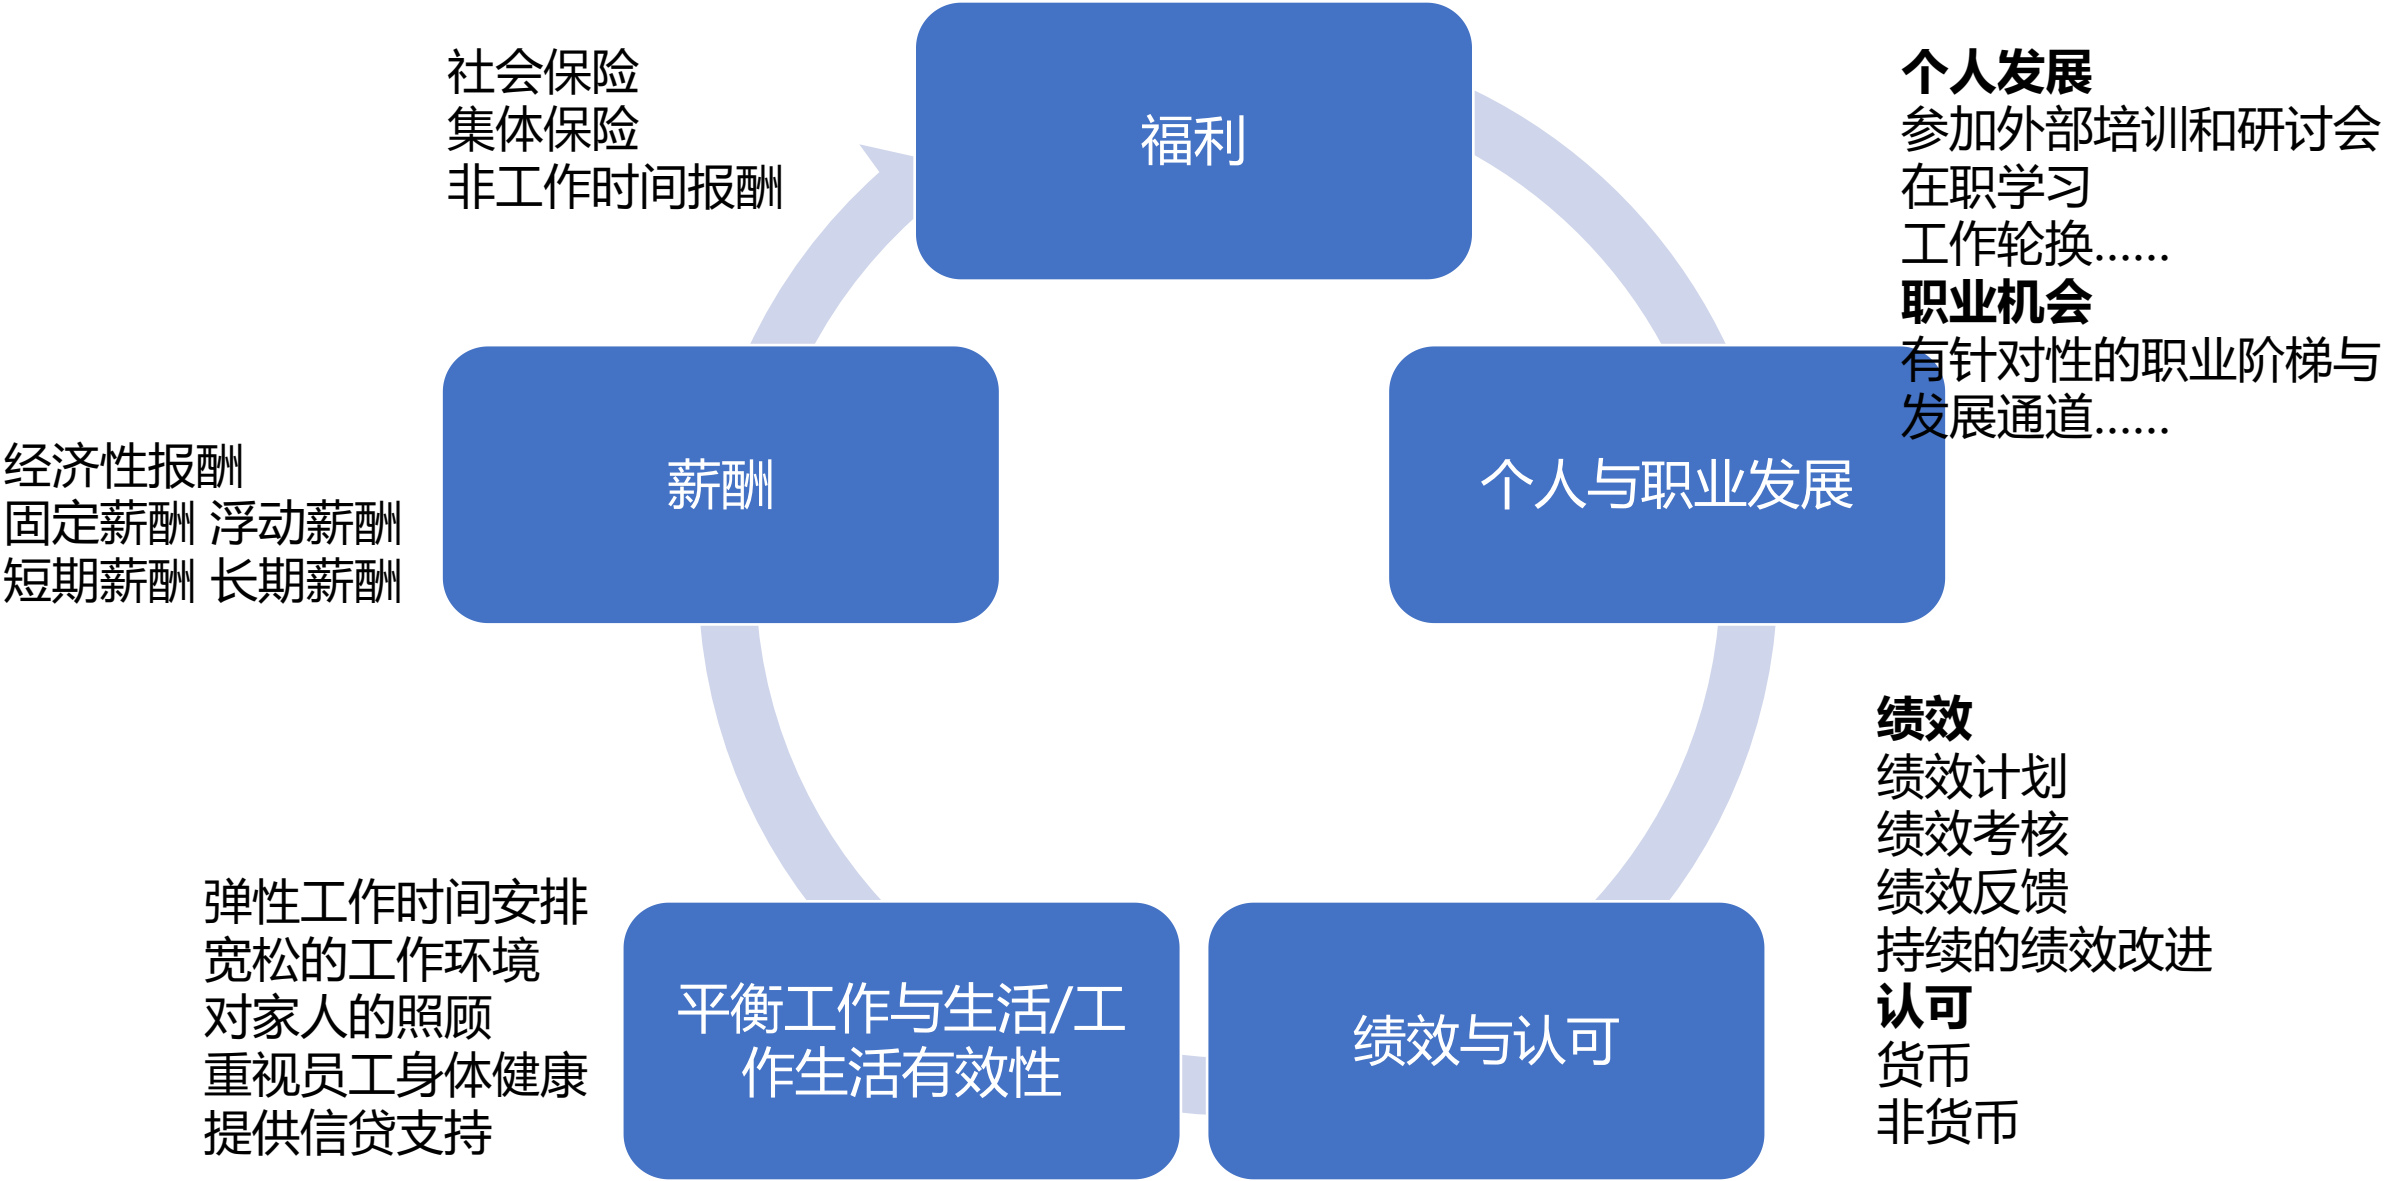 福利
社会保险
集体保险
非工作时间报酬
个人发展
参加外部培训和研讨会
在职学习
工作轮换……
职业机会
有针对性的职业阶梯与
发展通道……
薪酬
个人与职业发展
经济性报酬
固定薪酬 浮动薪酬
短期薪酬 长期薪酬
绩效
绩效计划
绩效考核
绩效反馈
持续的绩效改进
认可
货币
非货币
弹性工作时间安排
宽松的工作环境
对家人的照顾
重视员工身体健康
提供信贷支持
平衡工作与生活/工
作生活有效性
绩效与认可